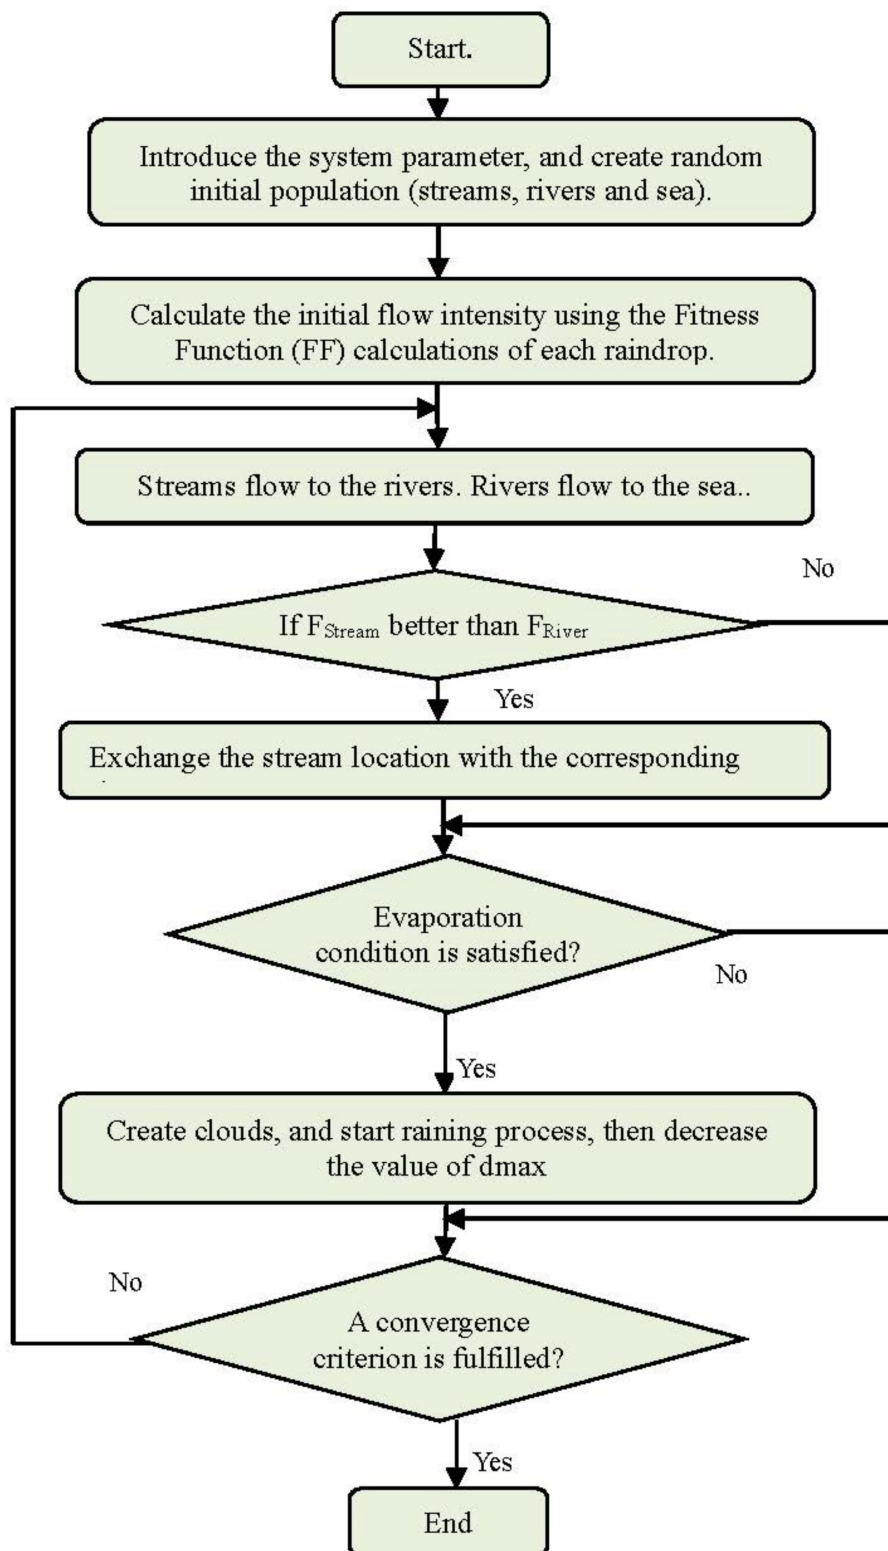 Start.
Introduce the system parameter, and create random
initial population (streams, rivers and sea).
Calculate the initial flow intensity using the Fitness
Function (FF) calculations of each raindrop.
Streams flow to the rivers. Rivers flow to the sea..
No
If FStream better than FRiver
Yes
Exchange the stream location with the corresponding
Evaporation
condition is satisfied?
No
Yes
Create clouds, and start raining process, then decrease
the value of dmax
No
A convergence
criterion is fulfilled?
Yes
End